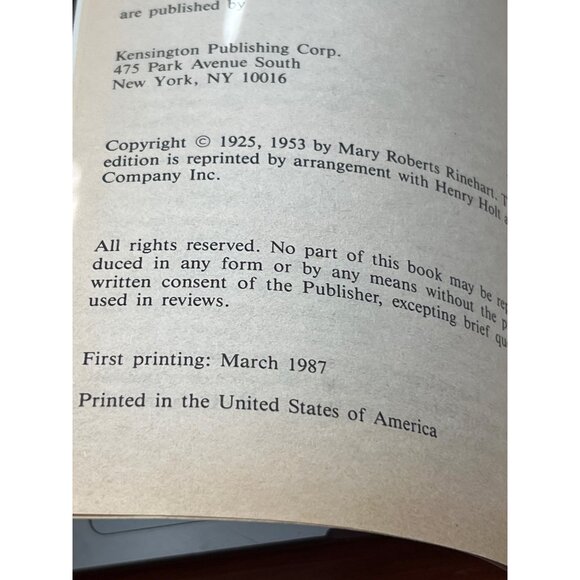 are published by
Kensington Publishing Corp.
475 Park Avenue South
New York, NY 10016
Copyright © 1925, 1953 by Mary Roberts Rinehart.
edition is reprinted by arrangement with Henry Holt
Company Inc.
All rights reserved. No part of this book may be
duced in any form or by any means without the
written consent of the Publisher, excepting brief
used in reviews.
First printing: March 1987
Printed in the United States of America